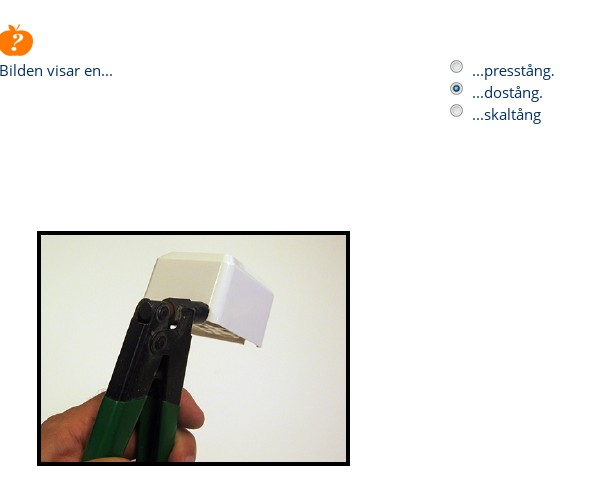 ?
Bilden visar en...
...presstång.
...dostång.
...skaltång